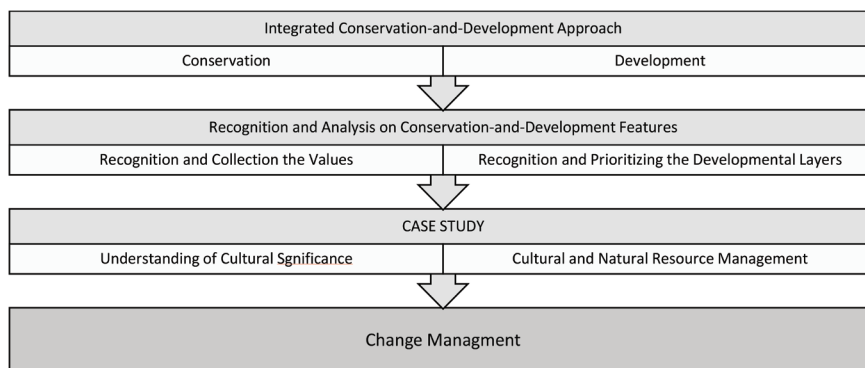 Integrated Conservation-and-Development Approach
Conservation
Development
Recognition and Analysis on Conservation-and-Development Features
Recognition and Collection the Values
Recognition and Prioritizing the Developmental Layers
CASE STUDY
Understanding of Cultural Sgnificance
Cultural and Natural Resource Management
Change Managment